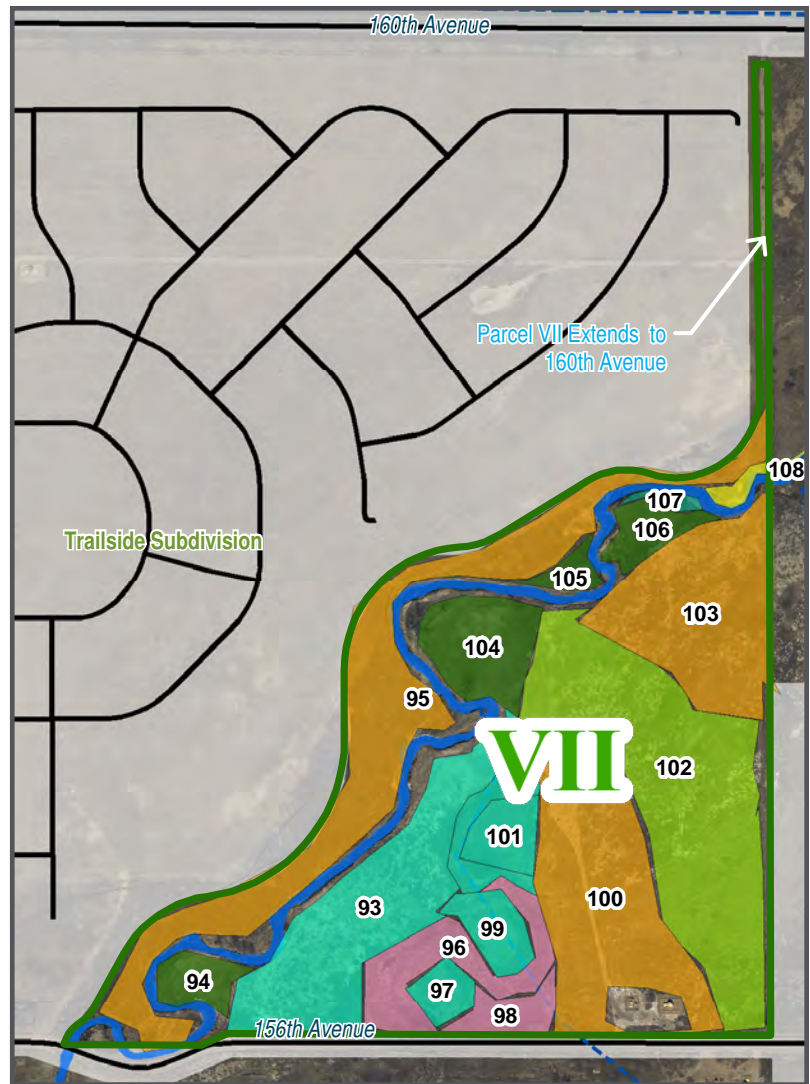 160th Avenue
Parcel VII Extends to
160th Avenue
108
107
106
Trailside Subdivision
105
103
104
95
VII
102
101
100
93
99
96
94
97
98
156th Avenue